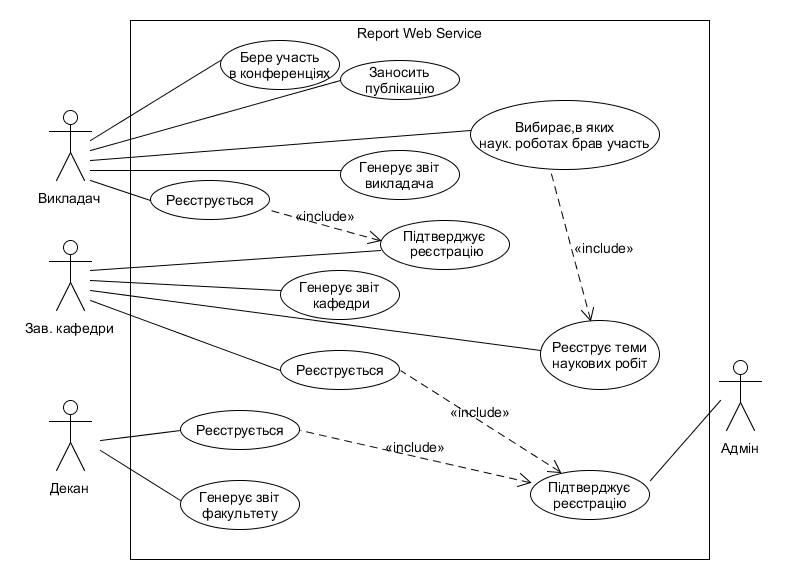 Report Web Service
Бере участь
в конференціях
Заносить
публікацію
Вибирає,в яких
наук. роботах брав участь
Генерує звіт
викладача
Викладач
Реєструється
«include»
Підтверджує
реєстрацію
«include»
Генерує звіт
кафедри
Зав. кафедри
Реєструє теми
наукових робіт
Реєструється
«include»
Реєструється
«include»
Адмін
Декан
Генерує звіт
факультету
Підтверджує
реєстрацію